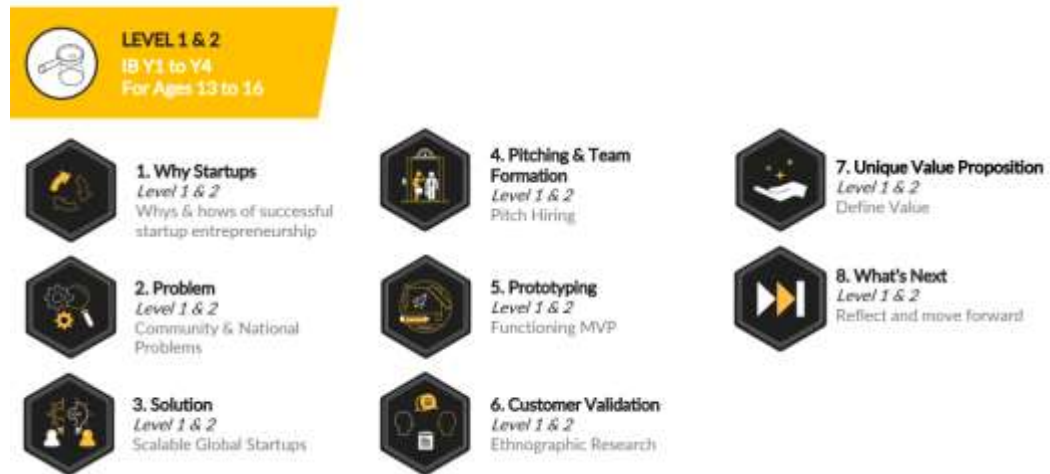 LEVEL 1 & 2
IB Y1 to Y4
For Ages 13 to 16
1. Why Startups
Level 1 & 2
Whys & hows of successful
startup entrepreneurship
2. Problem
Level 1 & 2
Community & National
Problems
3. Solution
Level 1 & 2
Scalable Global Startups
4. Pitching & Team
Formation
Level 1 & 2
Pitch Hiring
5. Prototyping
Level 1 & 2
Functioning MVP
6. Customer Validation
Level 1 & 2
Ethnographic Research
7. Unique Value Proposition
Level 1 & 2
Define Value
8. What's Next
Level 1 & 2
Reflect and move forward